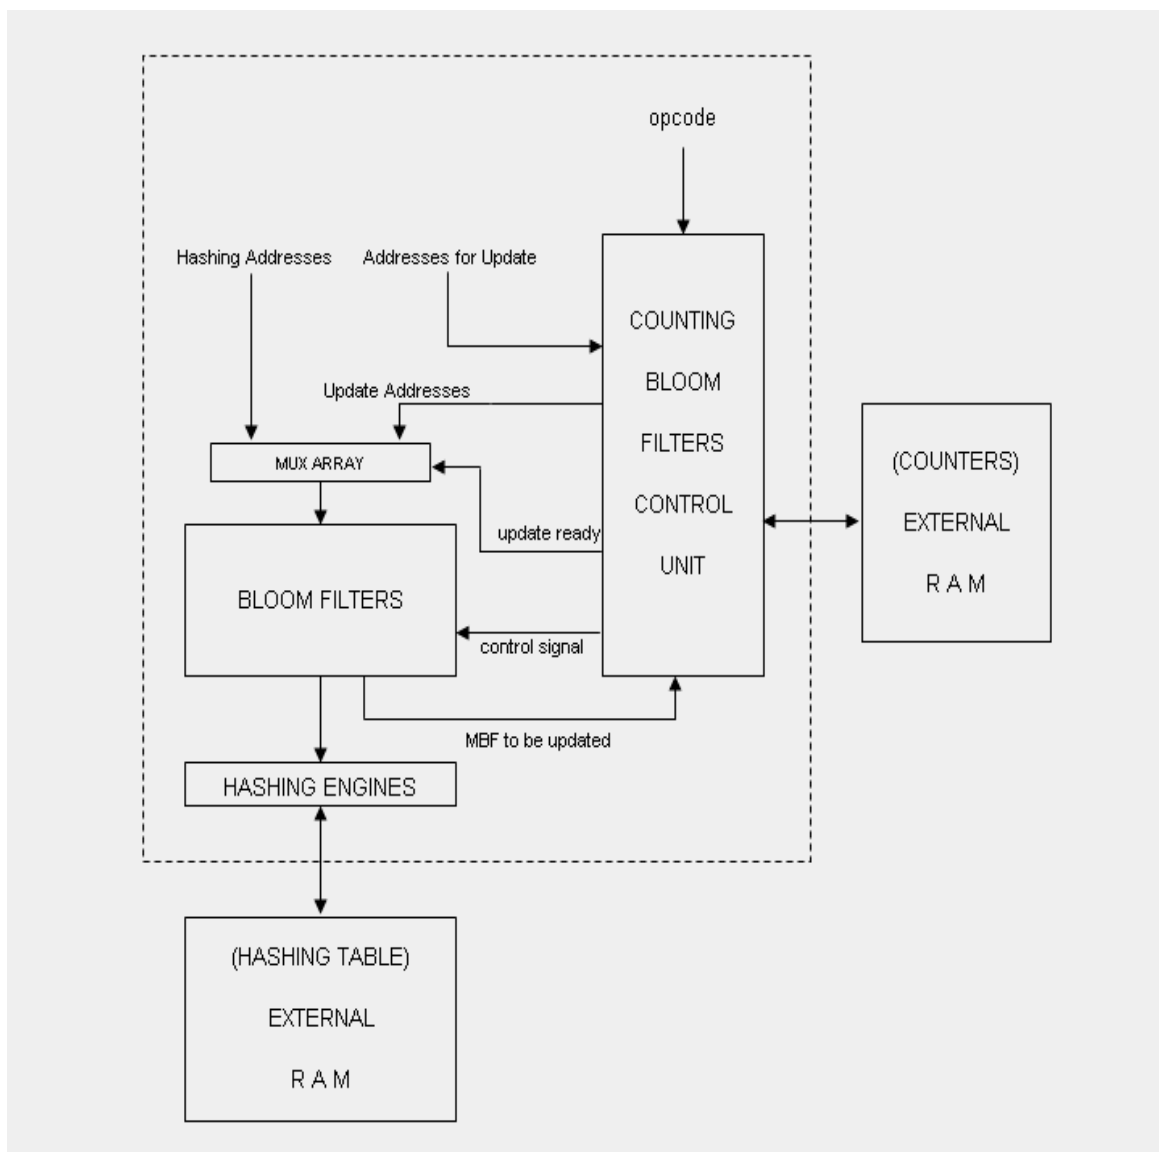 opcode
Hashing Addresses
Addresses for Update
COUNTING
BLOOM
FILTERS
CONTROL
UNIT
Update Addresses
MUX ARRAY
update ready
BLOOM FILTERS
control signal
MBF to be updated
HASHING ENGINES
(COUNTERS)
EXTERNAL
R A M
(HASHING TABLE)
EXTERNAL
R A M